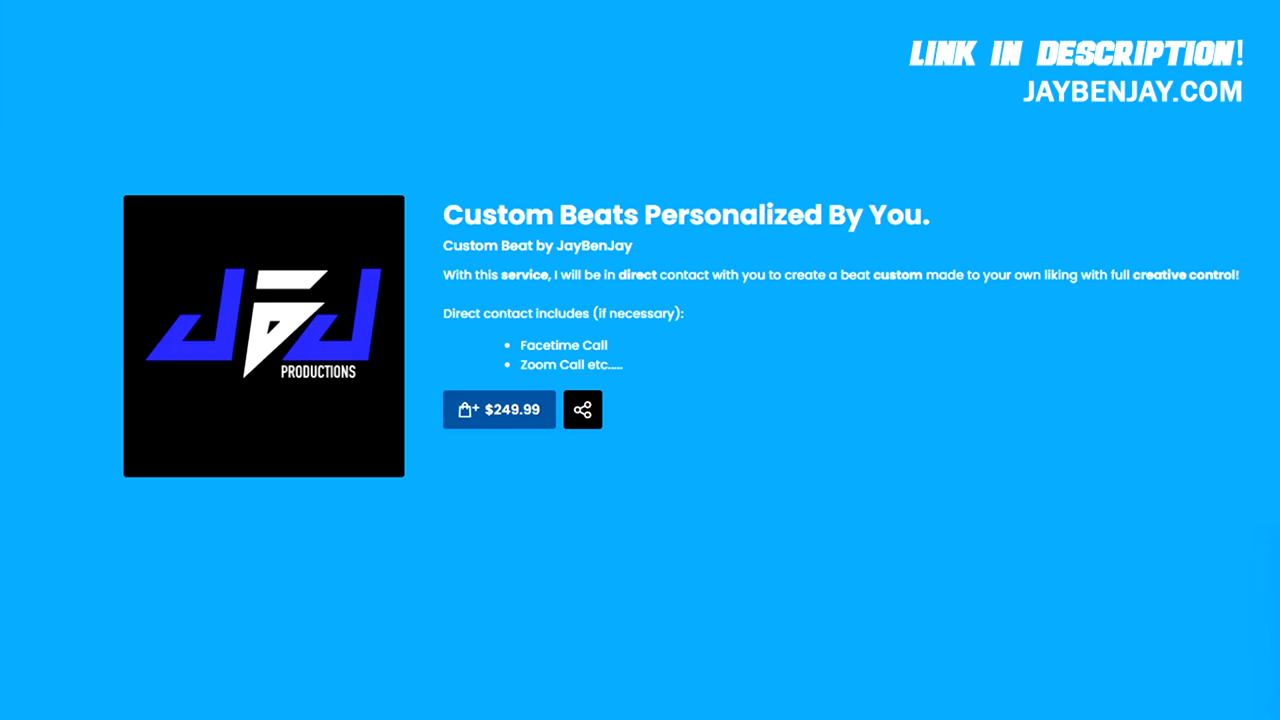 LINK IN DESCRIPTION!
JAYBENJAY.COM
JBJ
PRODUCTIONS
Custom Beats Personalized By You.
Custom Beat by JayBenJay
With this service, I will be in direct contact with you to create a beat custom made to your own liking with full creative control!
Direct contact includes (if necessary):
• Facetime Call
• Zoom Call etc.....
$249.99